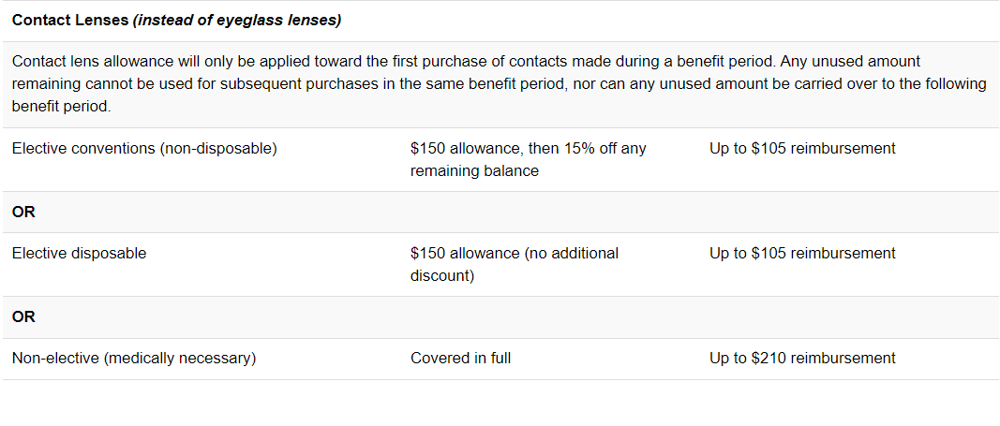 Contact Lenses (instead of eyeglass lenses)
Contact lens allowance will only be applied toward the first purchase of contacts made during a benefit period. Any unused amount
remaining cannot be used for subsequent purchases in the same benefit period, nor can any unused amount be carried over to the following
benefit period.
Elective conventions (non-disposable)
$150 allowance, then 15% off any
remaining balance
Up to $105 reimbursement
OR
Elective disposable
$150 allowance (no additional
discount)
Up to $105 reimbursement
OR
Non-elective (medically necessary)
Covered in full
Up to $210 reimbursement